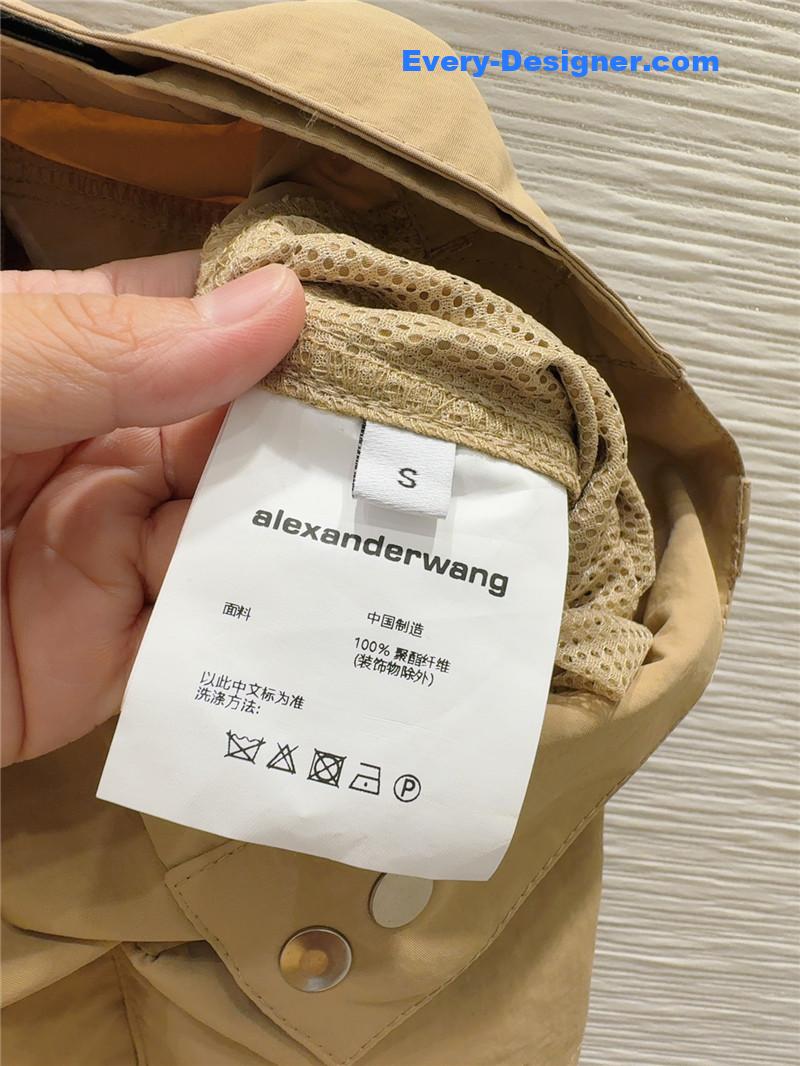 Every-Designer.com
S
alexanderwang
面料
中国制造
100% 聚酯纤维
(装饰物除外)
以此中文标为准
洗涤方法:
P